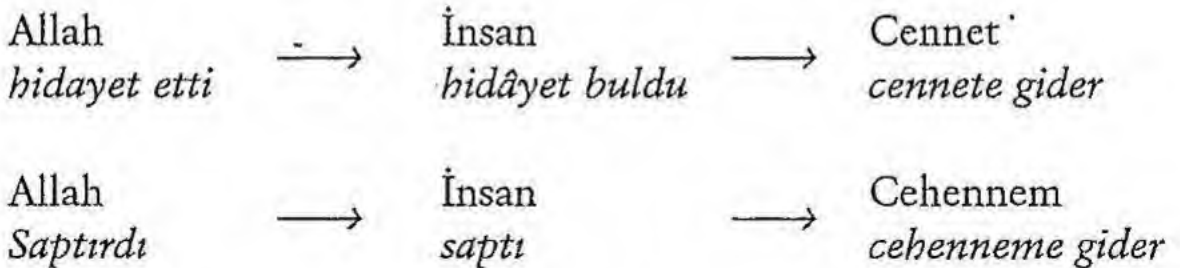 Allah → İnsan → Cennet
hidayet etti hidâyet buldu cennete gider
Allah → İnsan → Cehennem
Saptırdı saptı cehenneme gider